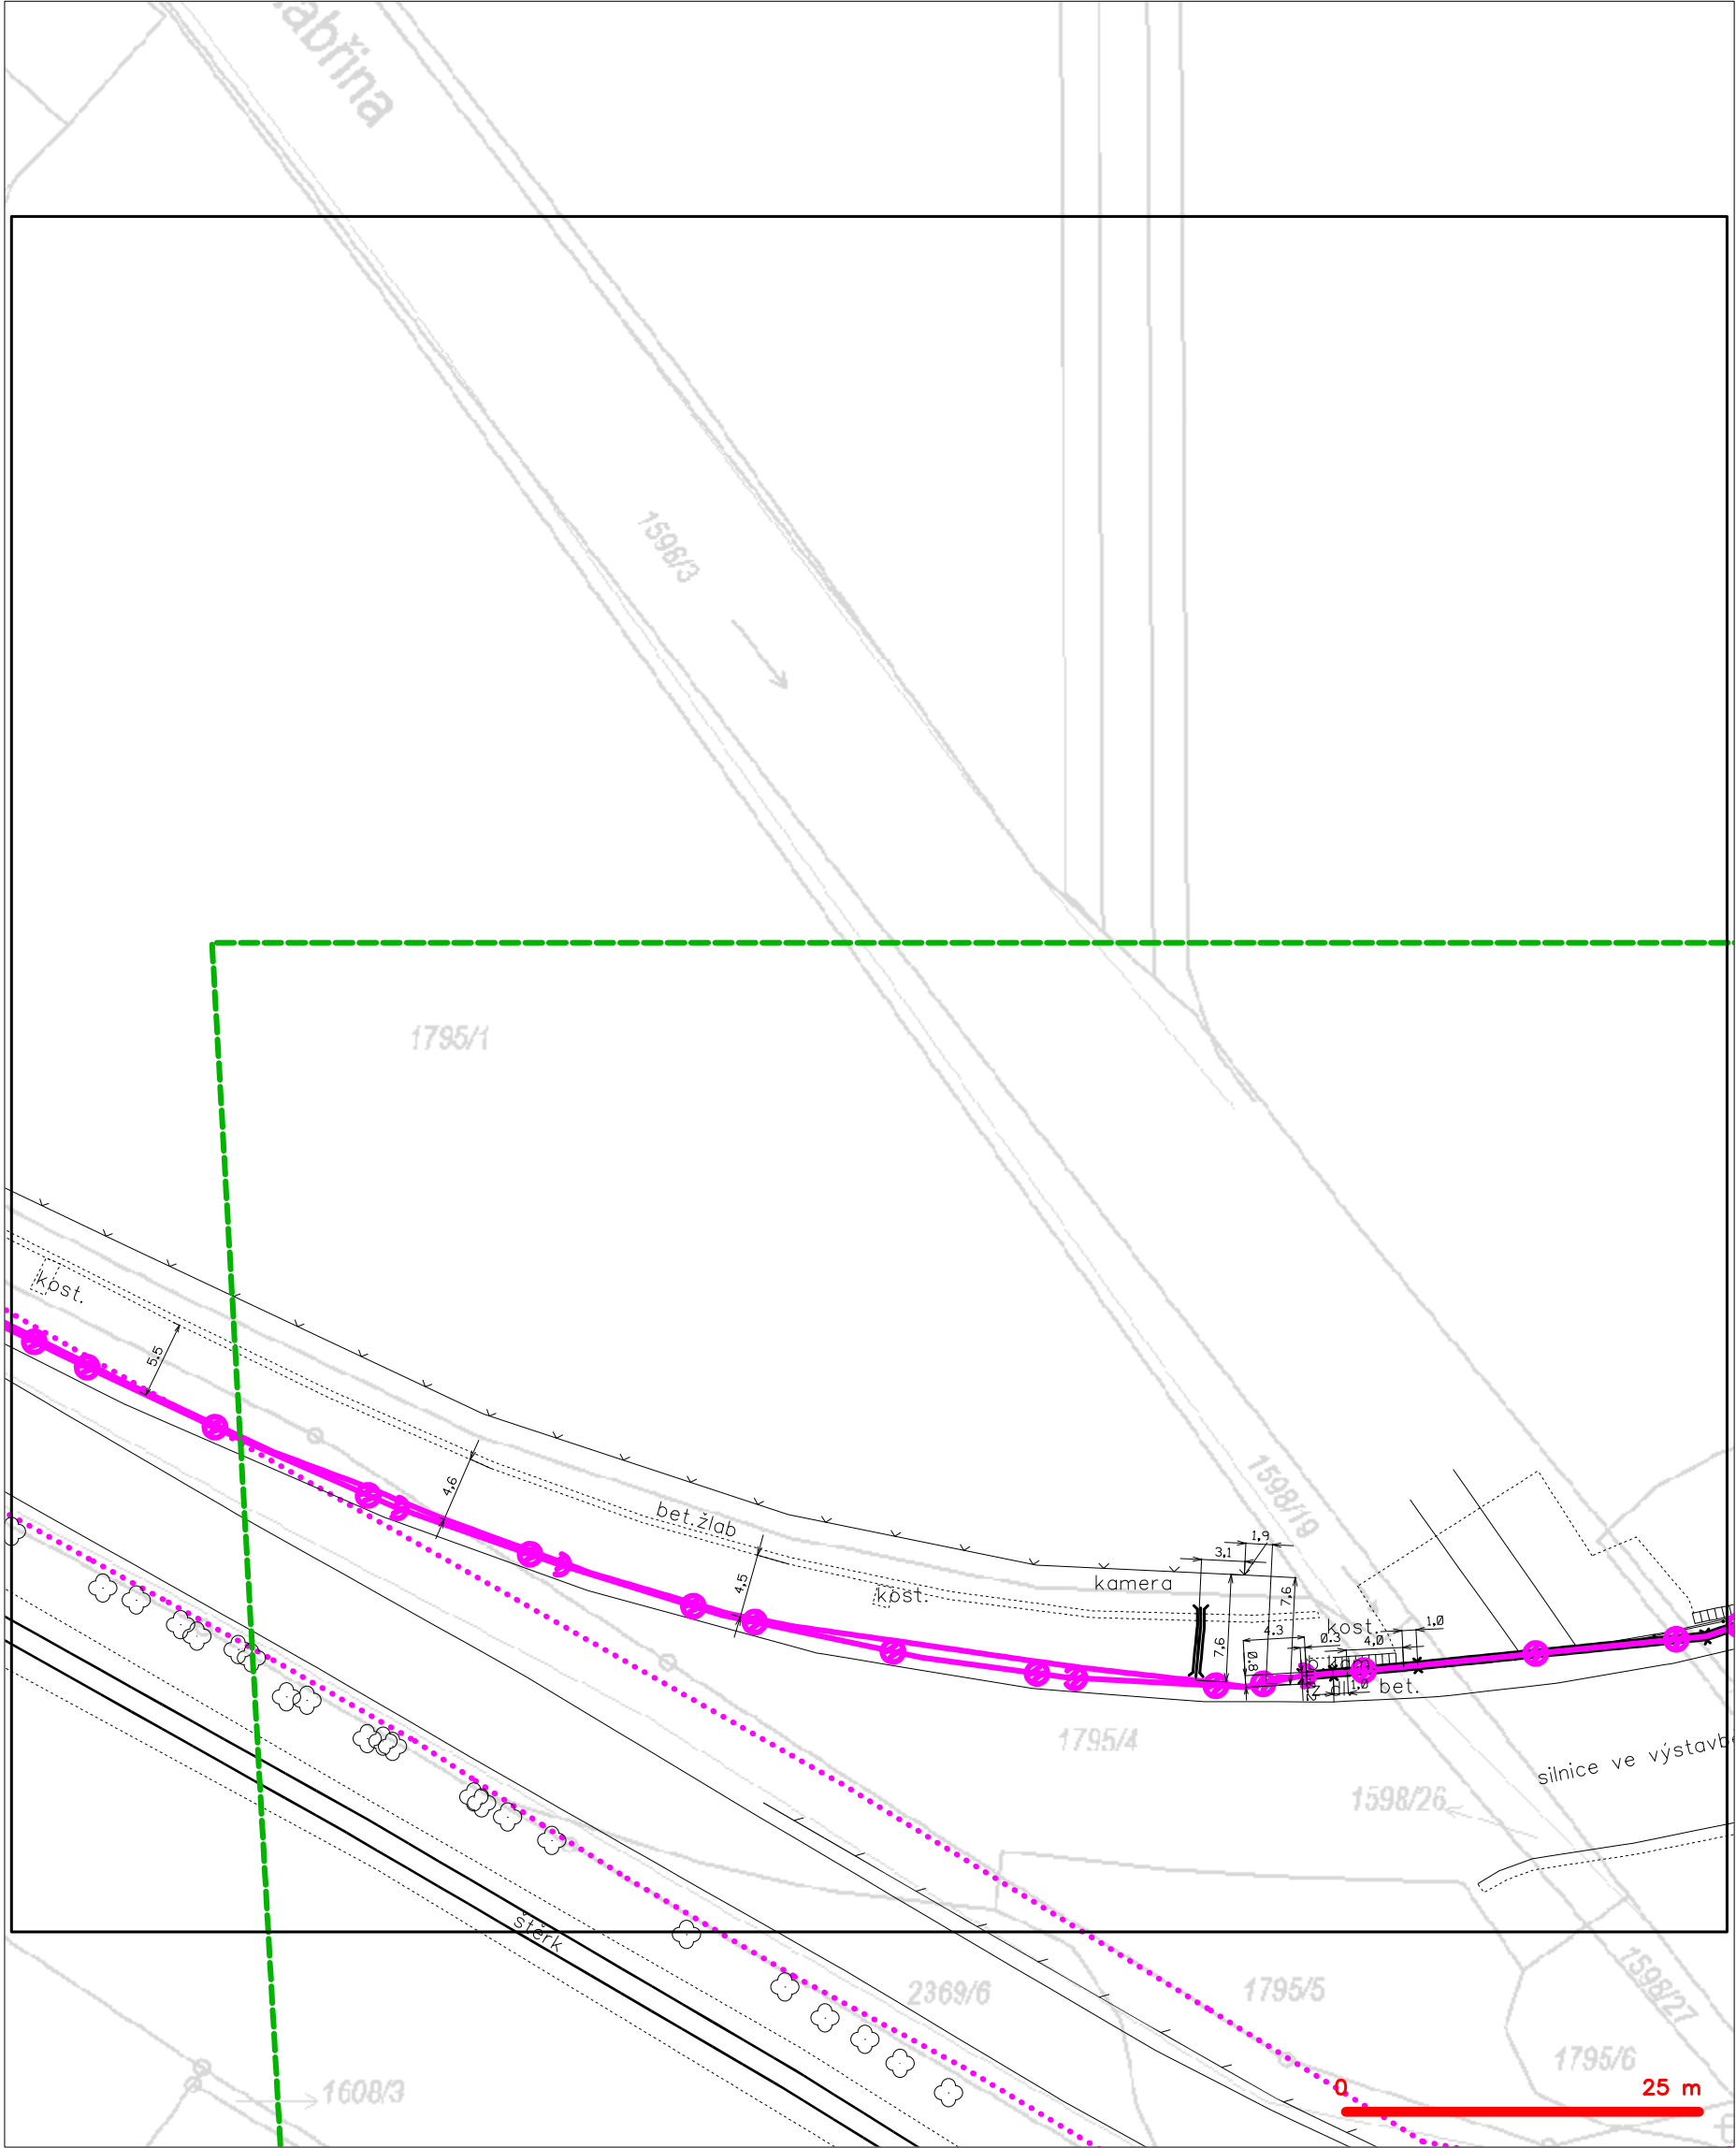 abřina
1596/3
1795/1
kost.
5,5
4,6
bet.žlab
4,5
kost.
kamera
3,1
1,9
7,6
7,6
1598/19
kost.
4.3
0.3
4,0
1,0
0.8
1,0
bet.
1795/4
silnice ve výstavbě
1598/26
štěrk
2369/6
1795/5
1598/27
1795/6
1608/3
0 25 m